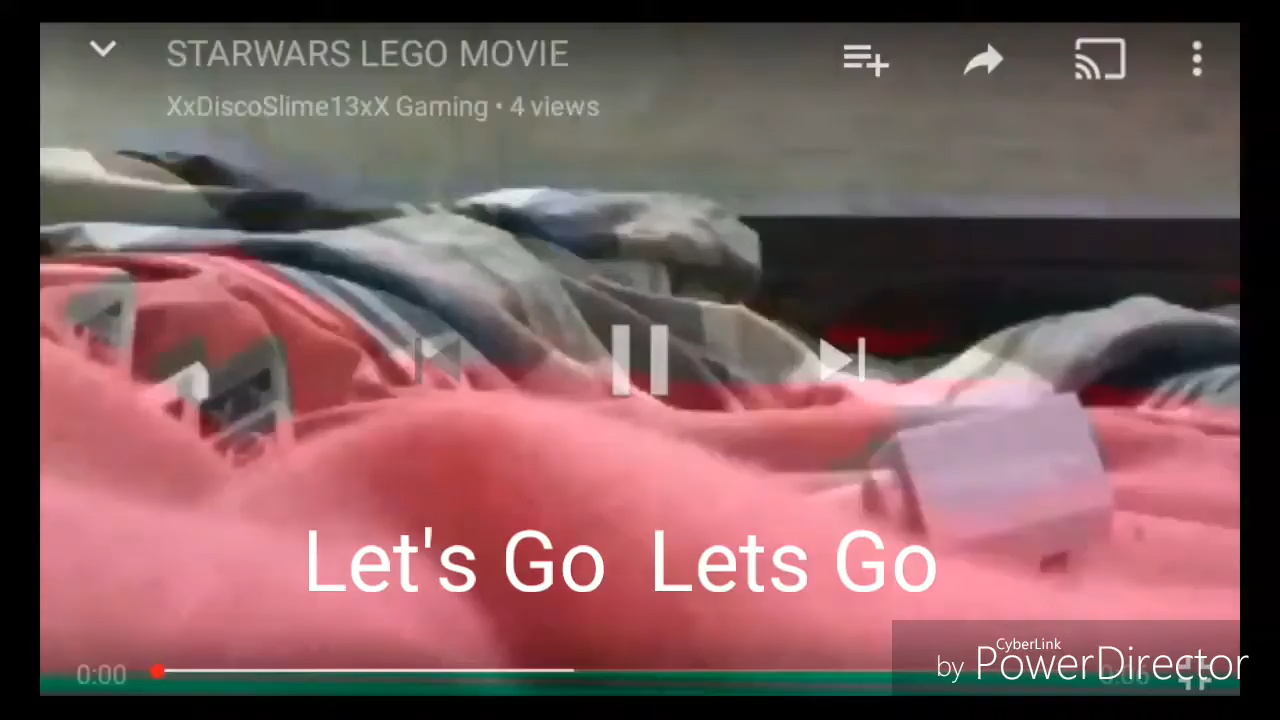 STARWARS LEGO MOVIE
XxDiscoSlime13xX Gaming • 4 views
Let's Go Lets Go
CyberLink
by PowerDirector
0:00